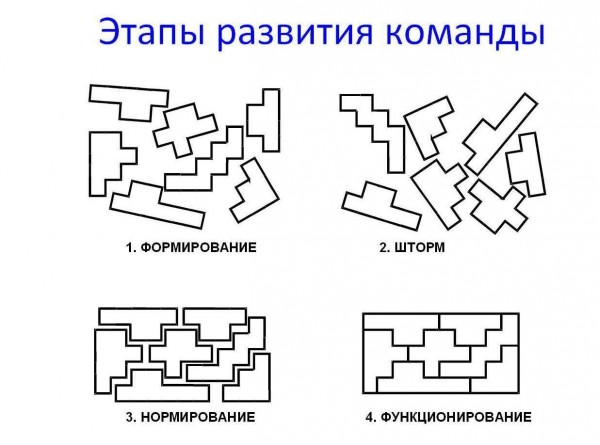 Этапы развития команды
1. ФОРМИРОВАНИЕ
2. ШТОРМ
3. НОРМИРОВАНИЕ
4. ФУНКЦИОНИРОВАНИЕ